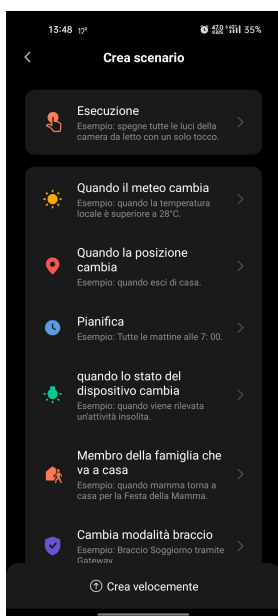 13:48 17° 47,0 KB/S 4G 35%
Crea scenario
Esecuzione
Esempio: spegne tutte le luci della
camera da letto con un solo tocco.
Quando il meteo cambia
Esempio: quando la temperatura
locale è superiore a 28°C.
Quando la posizione
cambia
Esempio: quando esci di casa.
Pianifica
Esempio: Tutte le mattine alle 7: 00.
quando lo stato del
dispositivo cambia
Esempio: quando viene rilevata
un'attività insolita.
Membro della famiglia che
va a casa
Esempio: quando mamma torna a
casa per la Festa della Mamma.
Cambia modalità braccio
Esempio: Braccio Soggiorno tramite
Gateway
Crea velocemente